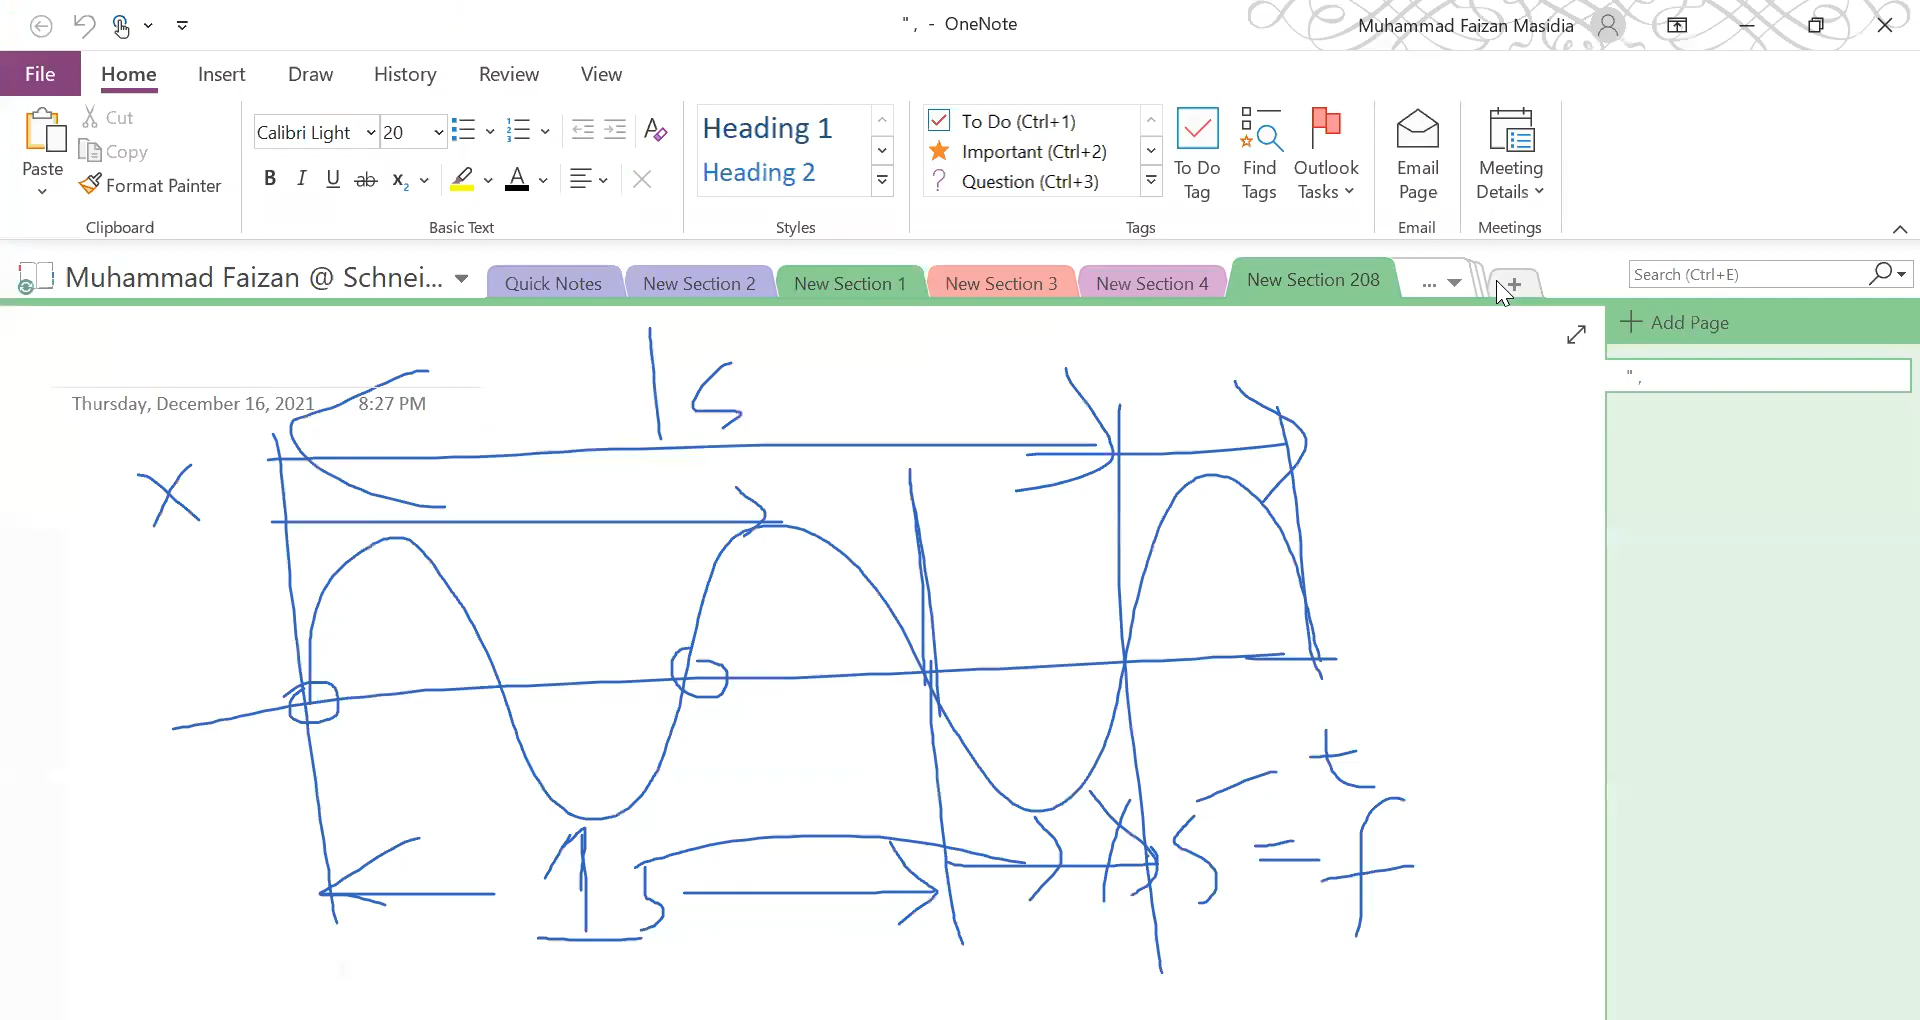 " , - OneNote Muhammad Faizan Masidia
File Home Insert Draw History Review View
Paste Cut Copy Format Painter
Clipboard
Calibri Light 20
B I U ab X₂ A
Basic Text
Heading 1
Heading 2
Styles
To Do (Ctrl+1)
Important (Ctrl+2)
Question (Ctrl+3)
To Do Tag
Find Tags
Outlook Tasks
Tags
Email Page
Email
Meeting Details
Meetings
Muhammad Faizan @ Schnei... Quick Notes New Section 2 New Section 1 New Section 3 New Section 4 New Section 208 ... Search (Ctrl+E)
Add Page
" ,
Thursday, December 16, 2021 8:27 PM
1s
x
t
1s
= f